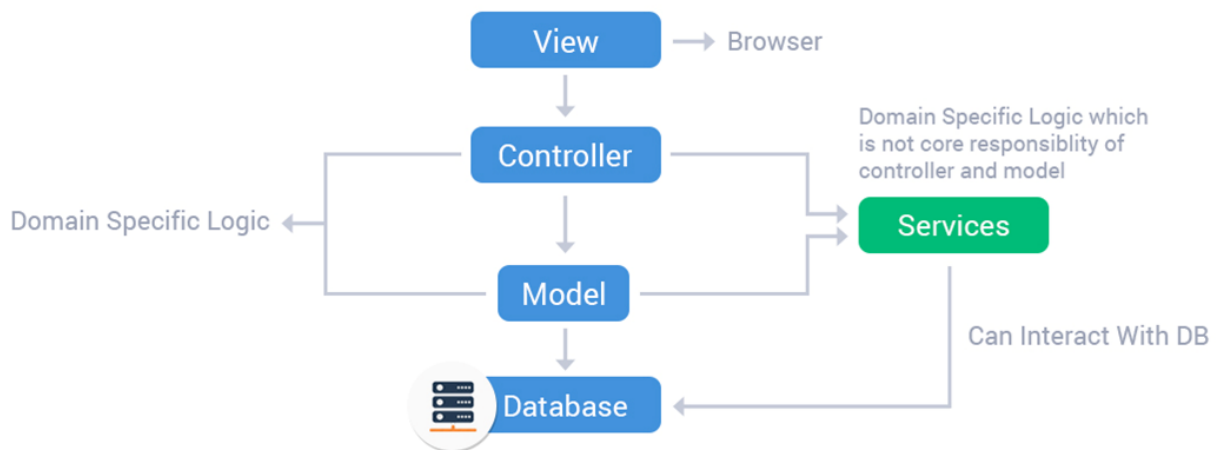 View
Browser
Controller
Domain Specific Logic which
is not core responsiblity of
controller and model
Domain Specific Logic
Services
Model
Can Interact With DB
Database